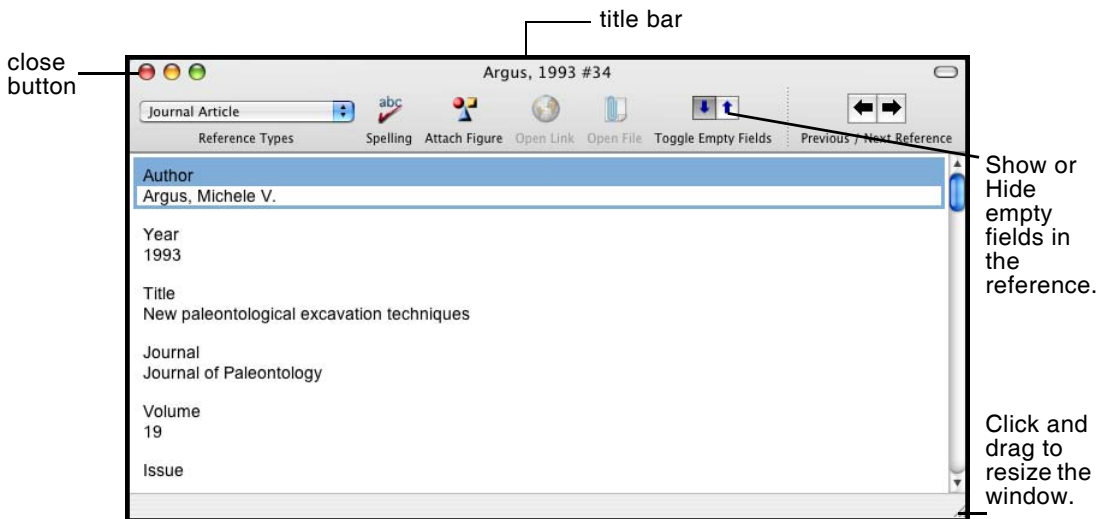 title bar
close
button
Argus, 1993 #34
Journal Article
abc
Reference Types
Spelling
Attach Figure
Open Link
Open File
Toggle Empty Fields
Previous / Next Reference
Author
Argus, Michele V.
Year
1993
Title
New paleontological excavation techniques
Journal
Journal of Paleontology
Volume
19
Issue
Show or
Hide
empty
fields in
the
reference.
Click and
drag to
resize the
window.